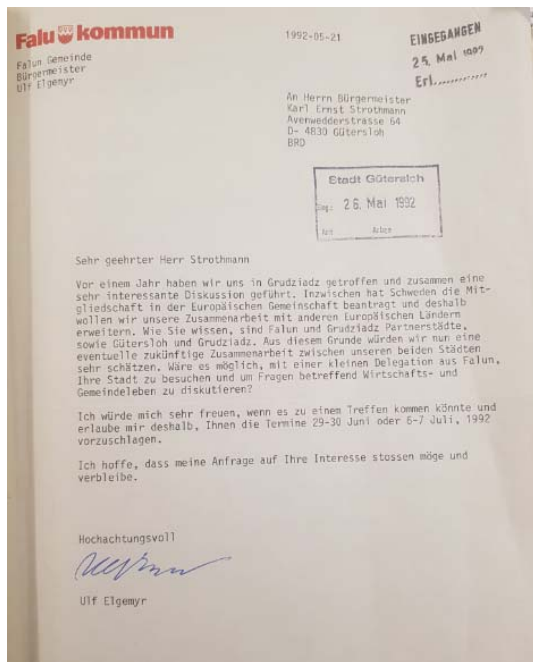 Falu kommun
Falun Gemeinde
Bürgermeister
Ulf Elgemyr
1992-05-21
EINGEGANGEN
25. Mai 1992
Erl.............
An Herrn Bürgermeister
Karl Ernst Strothmann
Avenwedderstrasse 64
D- 4830 Gütersloh
BRD
Stadt Gütersloh
Eing.: 26. Mai 1992
Sehr geehrter Herr Strothmann
Vor einem Jahr haben wir uns in Grudziadz getroffen und zusammen eine
sehr interessante Diskussion geführt. Inzwischen hat Schweden die Mit-
gliedschaft in der Europäischen Gemeinschaft beantragt und deshalb
wollen wir unsere Zusammenarbeit mit anderen Europäischen Ländern
erweitern. Wie Sie wissen, sind Falun und Grudziadz Partnerstädte,
sowie Gütersloh und Grudziadz. Aus diesem Grunde würden wir nun eine
eventuelle zukünftige Zusammenarbeit zwischen unseren beiden Städten
sehr schätzen. Wäre es möglich, mit einer kleinen Delegation aus Falun,
Ihre Stadt zu besuchen und um Fragen betreffend Wirtschafts- und
Gemeindeleben zu diskutieren?
Ich würde mich sehr freuen, wenn es zu einem Treffen kommen könnte und
erlaube mir deshalb, Ihnen die Termine 29-30 Juni oder 6-7 Juli, 1992
vorzuschlagen.
Ich hoffe, dass meine Anfrage auf Ihre Interesse stossen möge und
verbleibe.
Hochachtungsvoll
Ulf Elgemyr